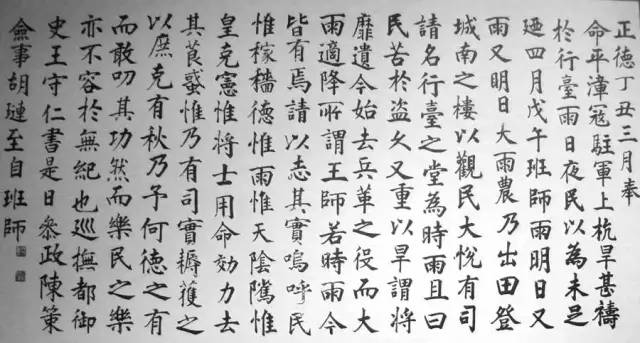 正德丁丑三月奉
命平漳冦駐軍上杭旱甚禱
於行臺雨日夜民以為未足
廼四月戊午班師雨明日又
雨又明日大雨農乃出田登
城南之樓以觀民大悅有司
請名行臺之堂為時雨且曰
民苦於盗久又重以旱謂將
靡遺今始去兵革之役而大
雨適降所謂王師若時雨今
皆有焉請以志其實嗚呼民
惟稼穡德惟雨惟天陰隲惟
皇克憲惟將士用命効力去
其莨蜮惟乃有司實耨獲之
以庶克有秋乃予何德之有
而敢叨其功然而樂民之樂
亦不容於無紀也巡撫都御
史王守仁書是日叅政陳策
僉事胡璉至自班師